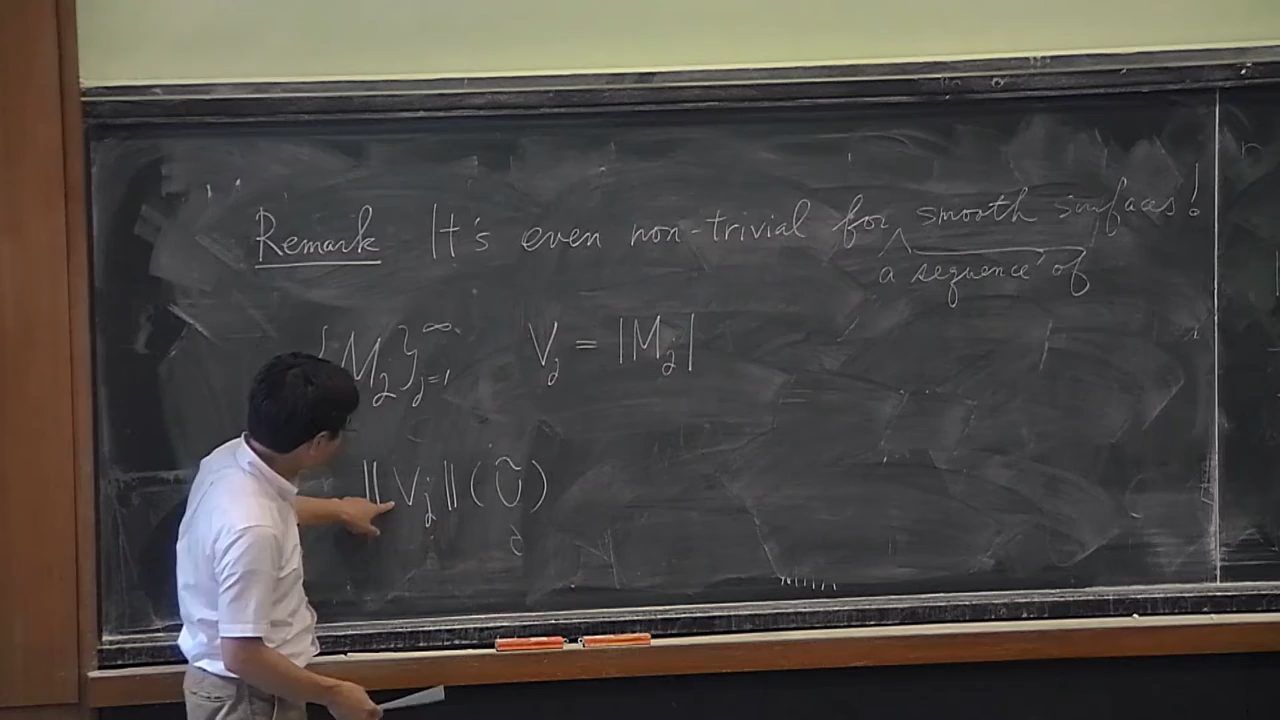 Remark It's even non-trivial for smooth surfaces!
a sequence of
{M_j}_{j=1}^∞ V_j = |M_j|
‖V_j‖(Ũ)